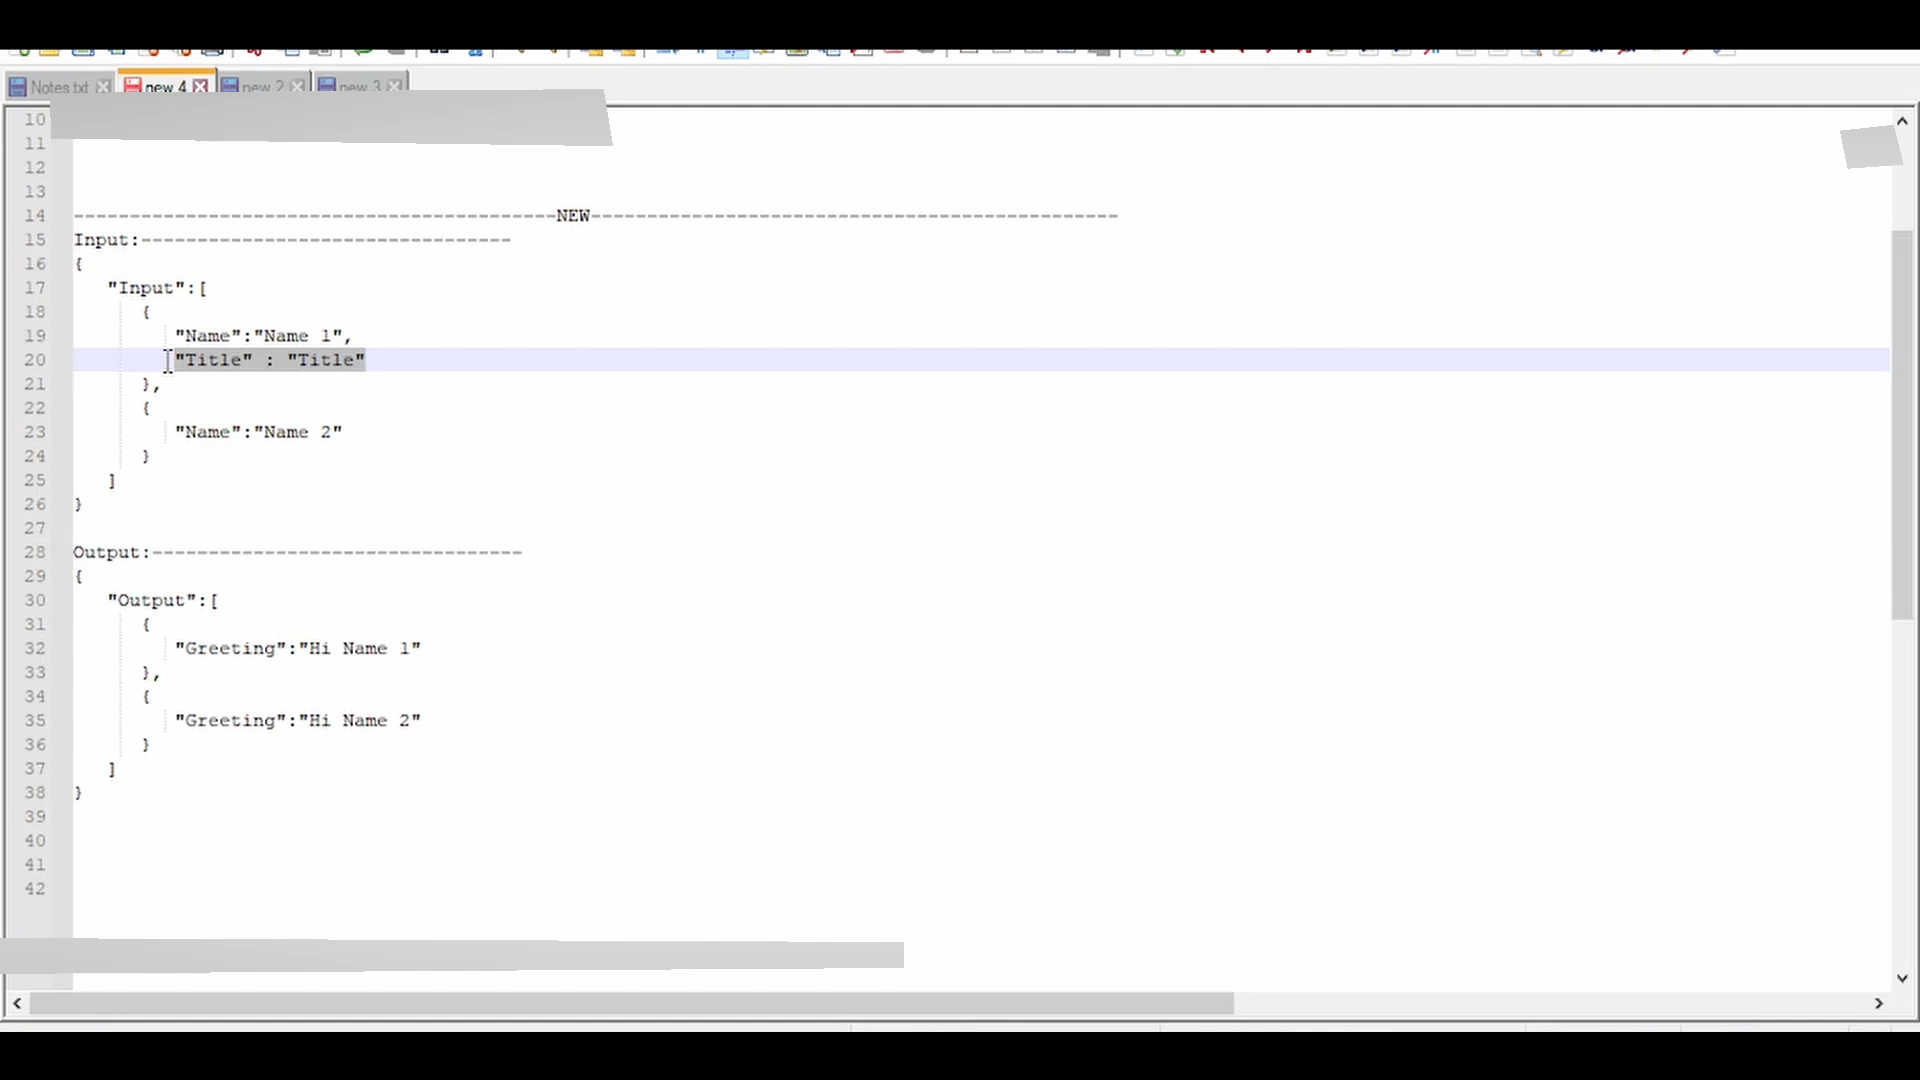 Notes.txt new 4 new 2 new 3
10
11
12
13
14 -------------------------------------------NEW-----------------------------------------------
15 Input:---------------------------------
16 {
17 "Input":[
18 {
19 "Name":"Name 1",
20 "Title" : "Title"
21 },
22 {
23 "Name":"Name 2"
24 }
25 ]
26 }
27
28 Output:---------------------------------
29 {
30 "Output":[
31 {
32 "Greeting":"Hi Name 1"
33 },
34 {
35 "Greeting":"Hi Name 2"
36 }
37 ]
38 }
39
40
41
42